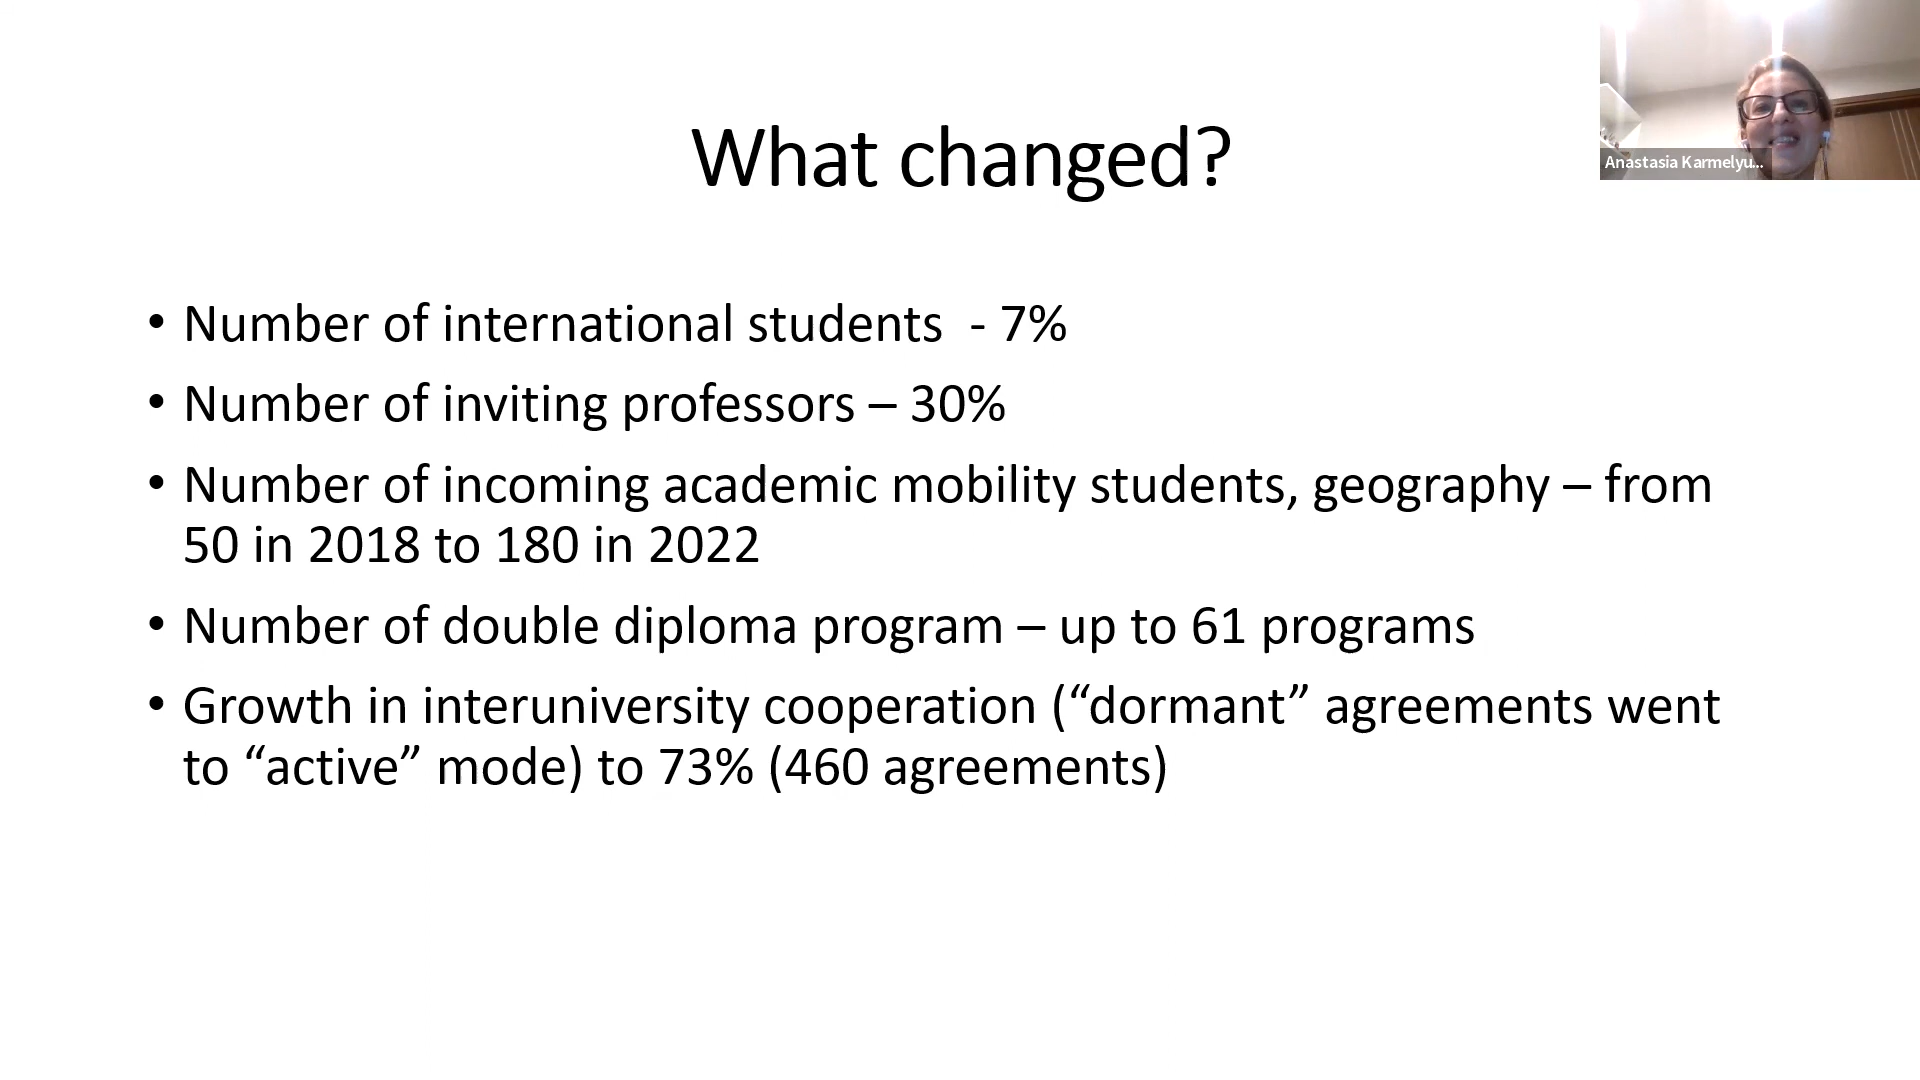 What changed?
Anastasia Karmelyu...
• Number of international students  - 7%
• Number of inviting professors – 30%
• Number of incoming academic mobility students, geography – from
50 in 2018 to 180 in 2022
• Number of double diploma program – up to 61 programs
• Growth in interuniversity cooperation (“dormant” agreements went
to “active” mode) to 73% (460 agreements)